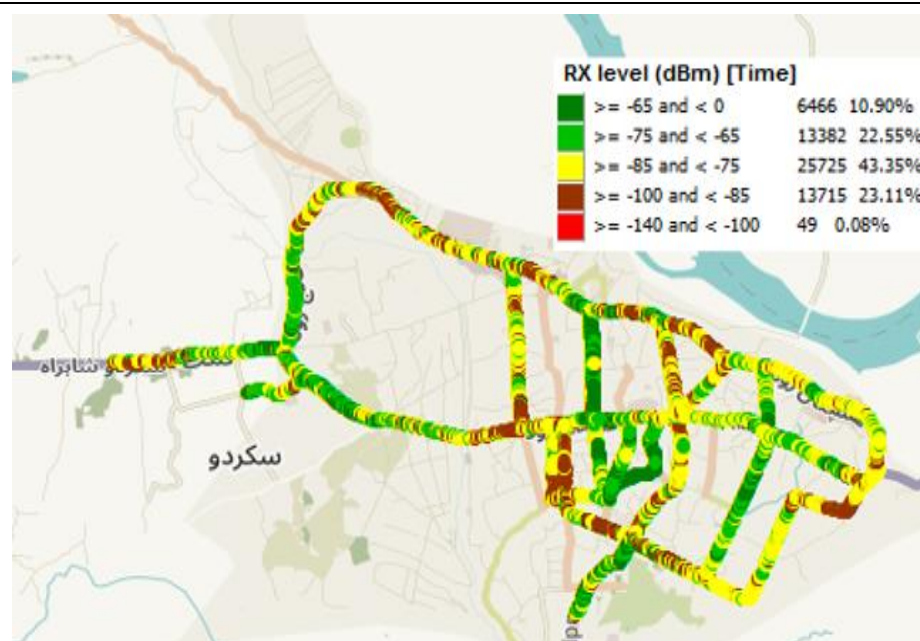 RX level (dBm) [Time]
>= -65 and < 0 6466 10.90%
>= -75 and < -65 13382 22.55%
>= -85 and < -75 25725 43.35%
>= -100 and < -85 13715 23.11%
>= -140 and < -100 49 0.08%
شاہراہ
سکردو